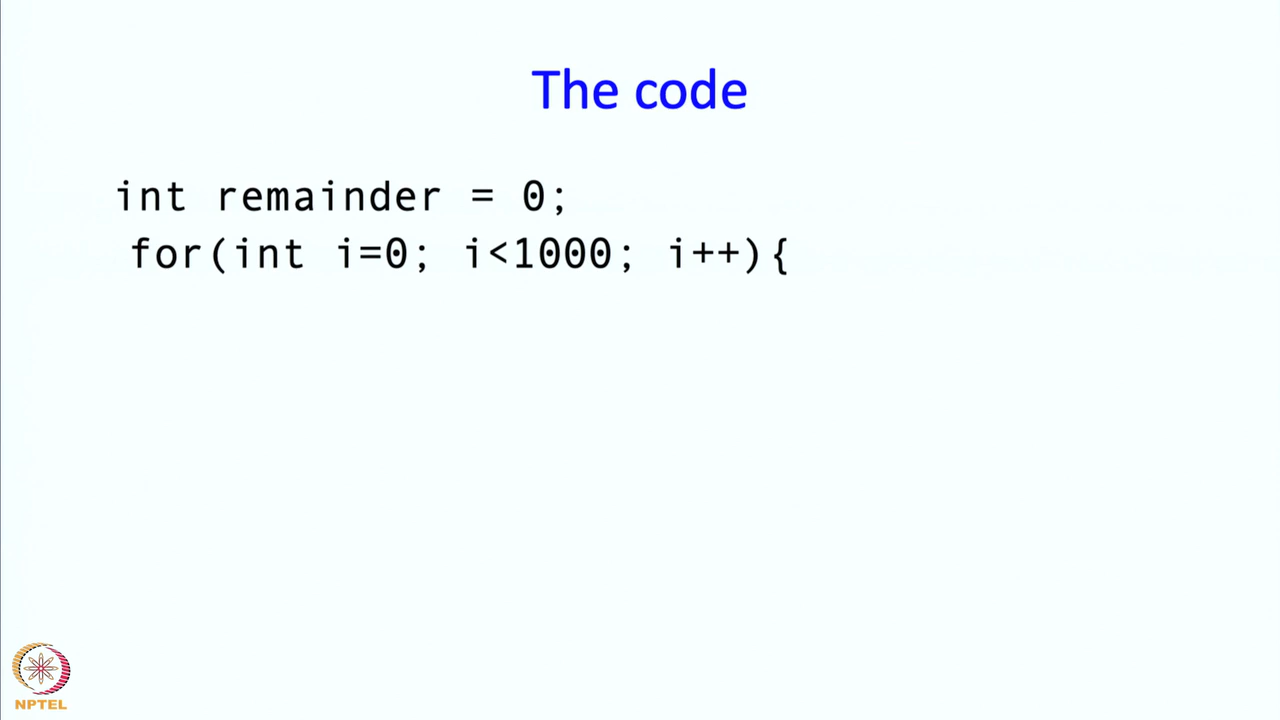 The code
int remainder = 0;
for(int i=0; i<1000; i++){
NPTEL